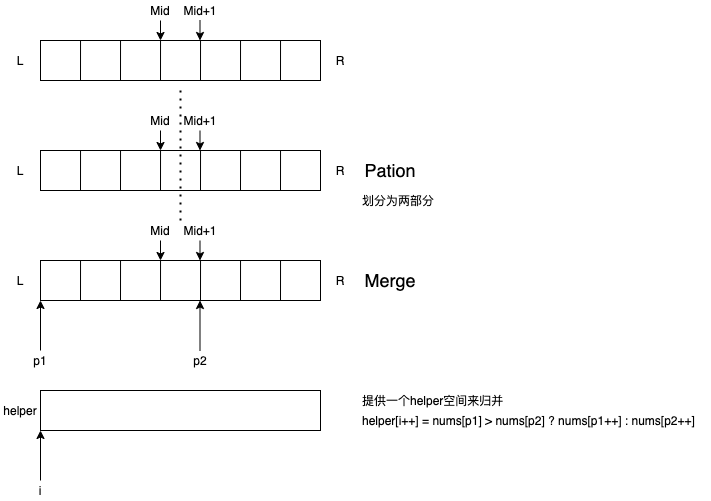 Mid Mid+1
L R
Mid Mid+1
L R Pation
划分为两部分
Mid Mid+1
L R Merge
p1 p2
helper 提供一个helper空间来归并
helper[i++] = nums[p1] > nums[p2] ? nums[p1++] : nums[p2++]
i